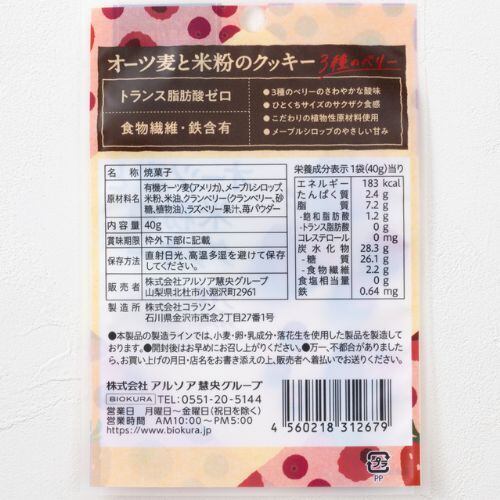 オーツ麦と米粉のクッキー 3種のベリー
トランス脂肪酸ゼロ
食物繊維・鉄含有
●3種のベリーのさわやかな酸味
●ひとくちサイズのサクザク食感
●こだわりの植物性原材料使用
●メープルシロップのやさしい甘み
名称 焼菓子
原材料名 有機オーツ麦(アメリカ)、メープルシロップ、
米粉、米油、クランベリー(クランベリー、砂
糖、植物油)、ラズベリー果汁、苺パウダー
内容量 40g
賞味期限 枠外下部に記載
保存方法 直射日光、高温多湿を避けて保存
してください。
販売者 株式会社アルソア慧央グループ
山梨県北杜市小淵沢町2961
製造所 株式会社コラソン
石川県金沢市西念2丁目27番1号
栄養成分表示 1袋(40g)当り
エネルギー 183 kcal
たんぱく質 2.4 g
脂質 7.2 g
-飽和脂肪酸 1.2 g
-トランス脂肪酸 0 g
コレステロール 0 mg
炭水化物 28.3 g
-糖質 26.1 g
-食物繊維 2.2 g
食塩相当量 0 g
鉄 0.64 mg
●本製品の製造ラインでは、小麦・卵・乳成分・落花生を使用した製品を製造して
おります。●開封後はお早めにお召し上がりください。●万一、不都合がありました
ら、お買い上げの月日・店名をお書き添えの上、販売者へ着払いでお送りください。
株式会社 アルソア慧央グループ
BIOKURA TEL:0551-20-5144
営業日 月曜日〜金曜日(祝日を除く)
営業時間 AM10:00〜PM5:00
https://www.biokura.jp
4 560218 312679
プラ
PP